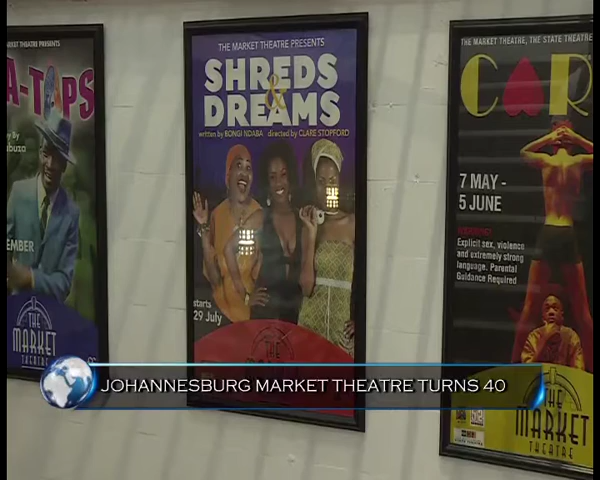 THEATRE PRESENTS
A-TOPS
By
EMBER
THE MARKET THEATRE
THE MARKET THEATRE PRESENTS
SHREDS
&
DREAMS
written by BONGI NDABA directed by CLARE STOPFORD
starts
29 July
THE
THE MARKET THEATRE, THE STATE THEATRE
CAR
7 MAY -
5 JUNE
Explicit sex, violence
and extremely strong
language. Parental
Guidance Required
THE
MARKET
THEATRE
JOHANNESBURG MARKET THEATRE TURNS 40